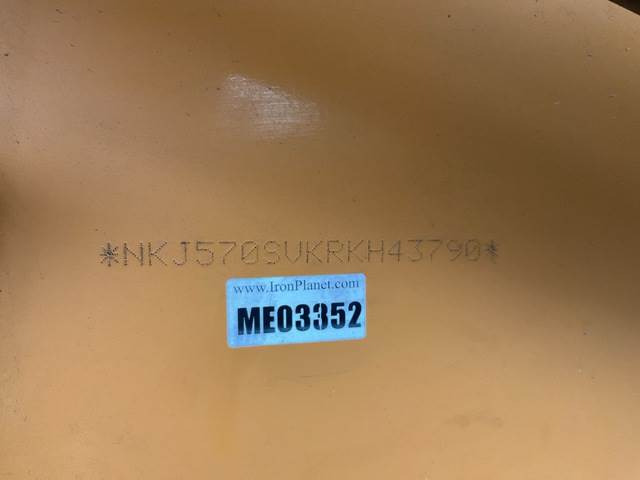 *NKJ570SVKRKH43790*
www.IronPlanet.com
ME03352